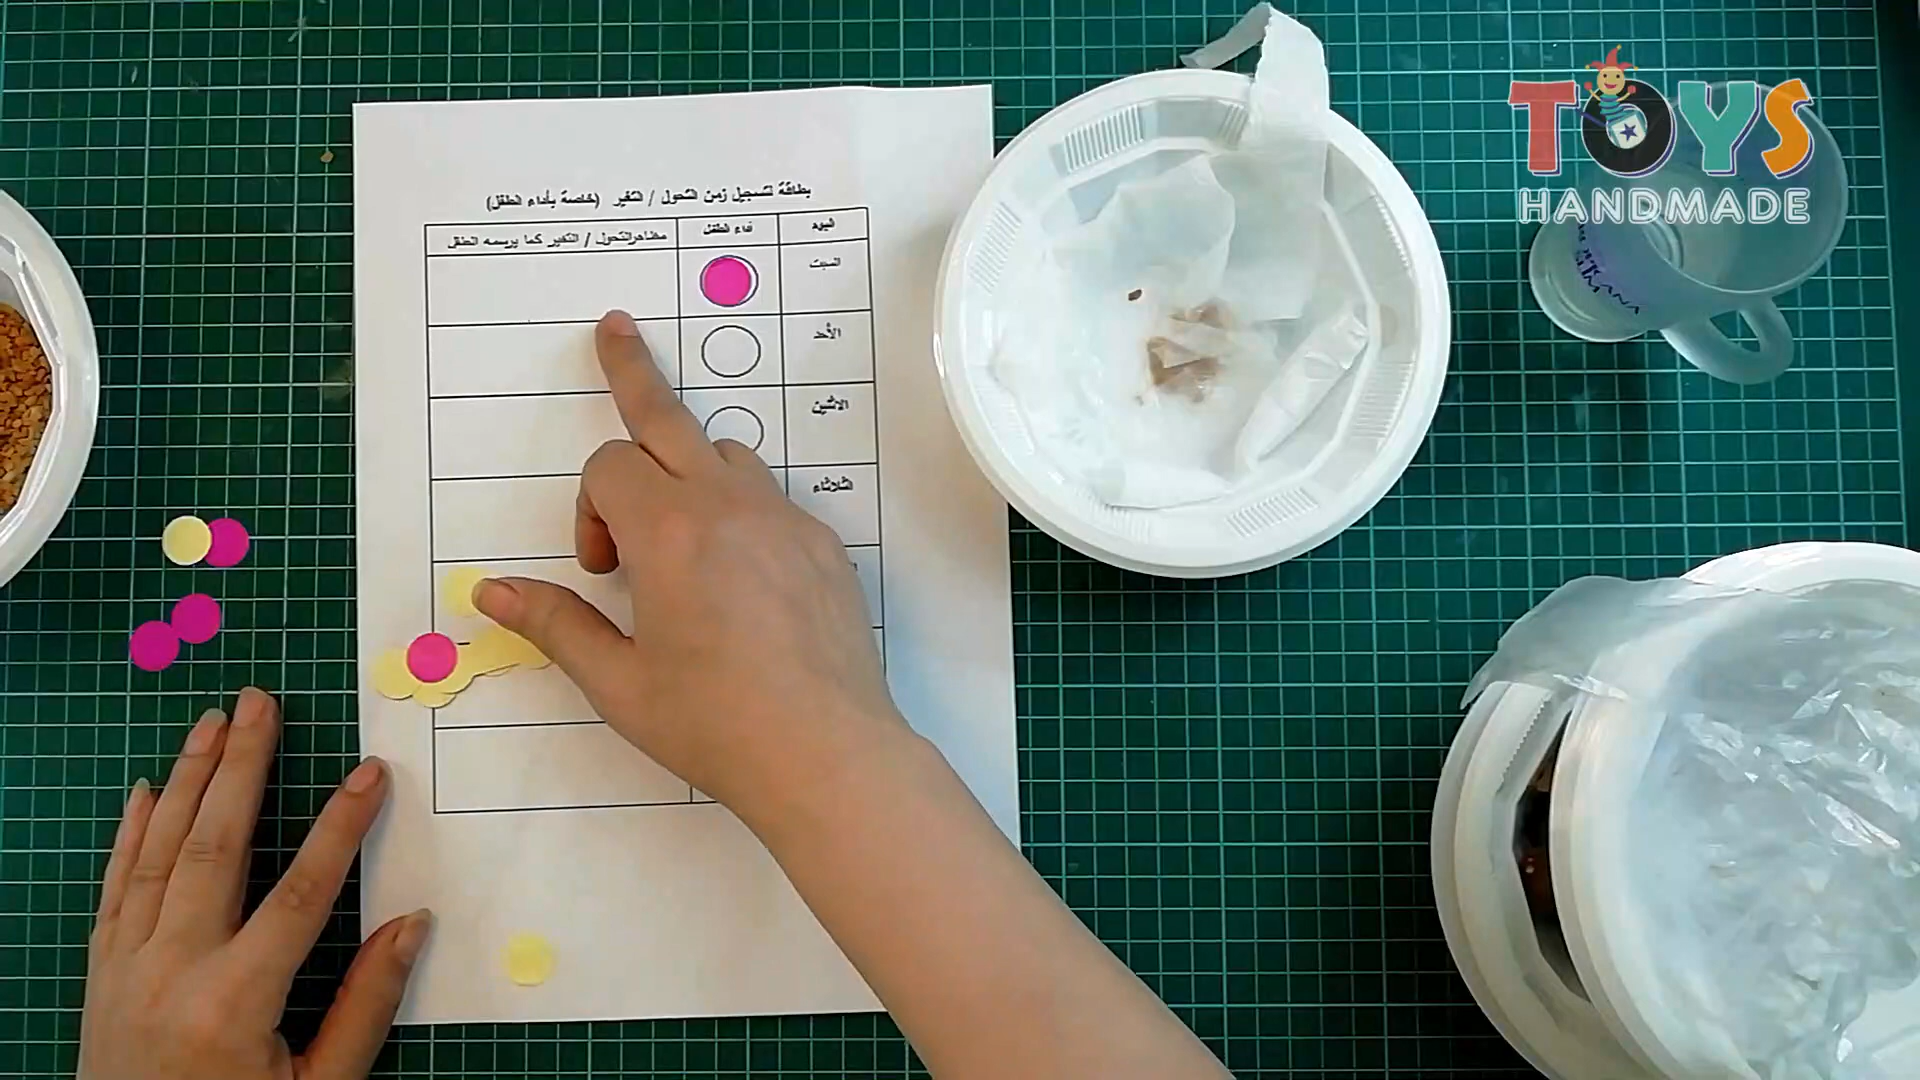 TOYS
HANDMADE
بطاقة لتسجيل زمن التحول / التغير (خاصة بأداء الطفل)
اليوم أداء الطفل مظاهر التحول / التغير كما يرسمه الطفل
السبت
الأحد
الاثنين
الثلاثاء